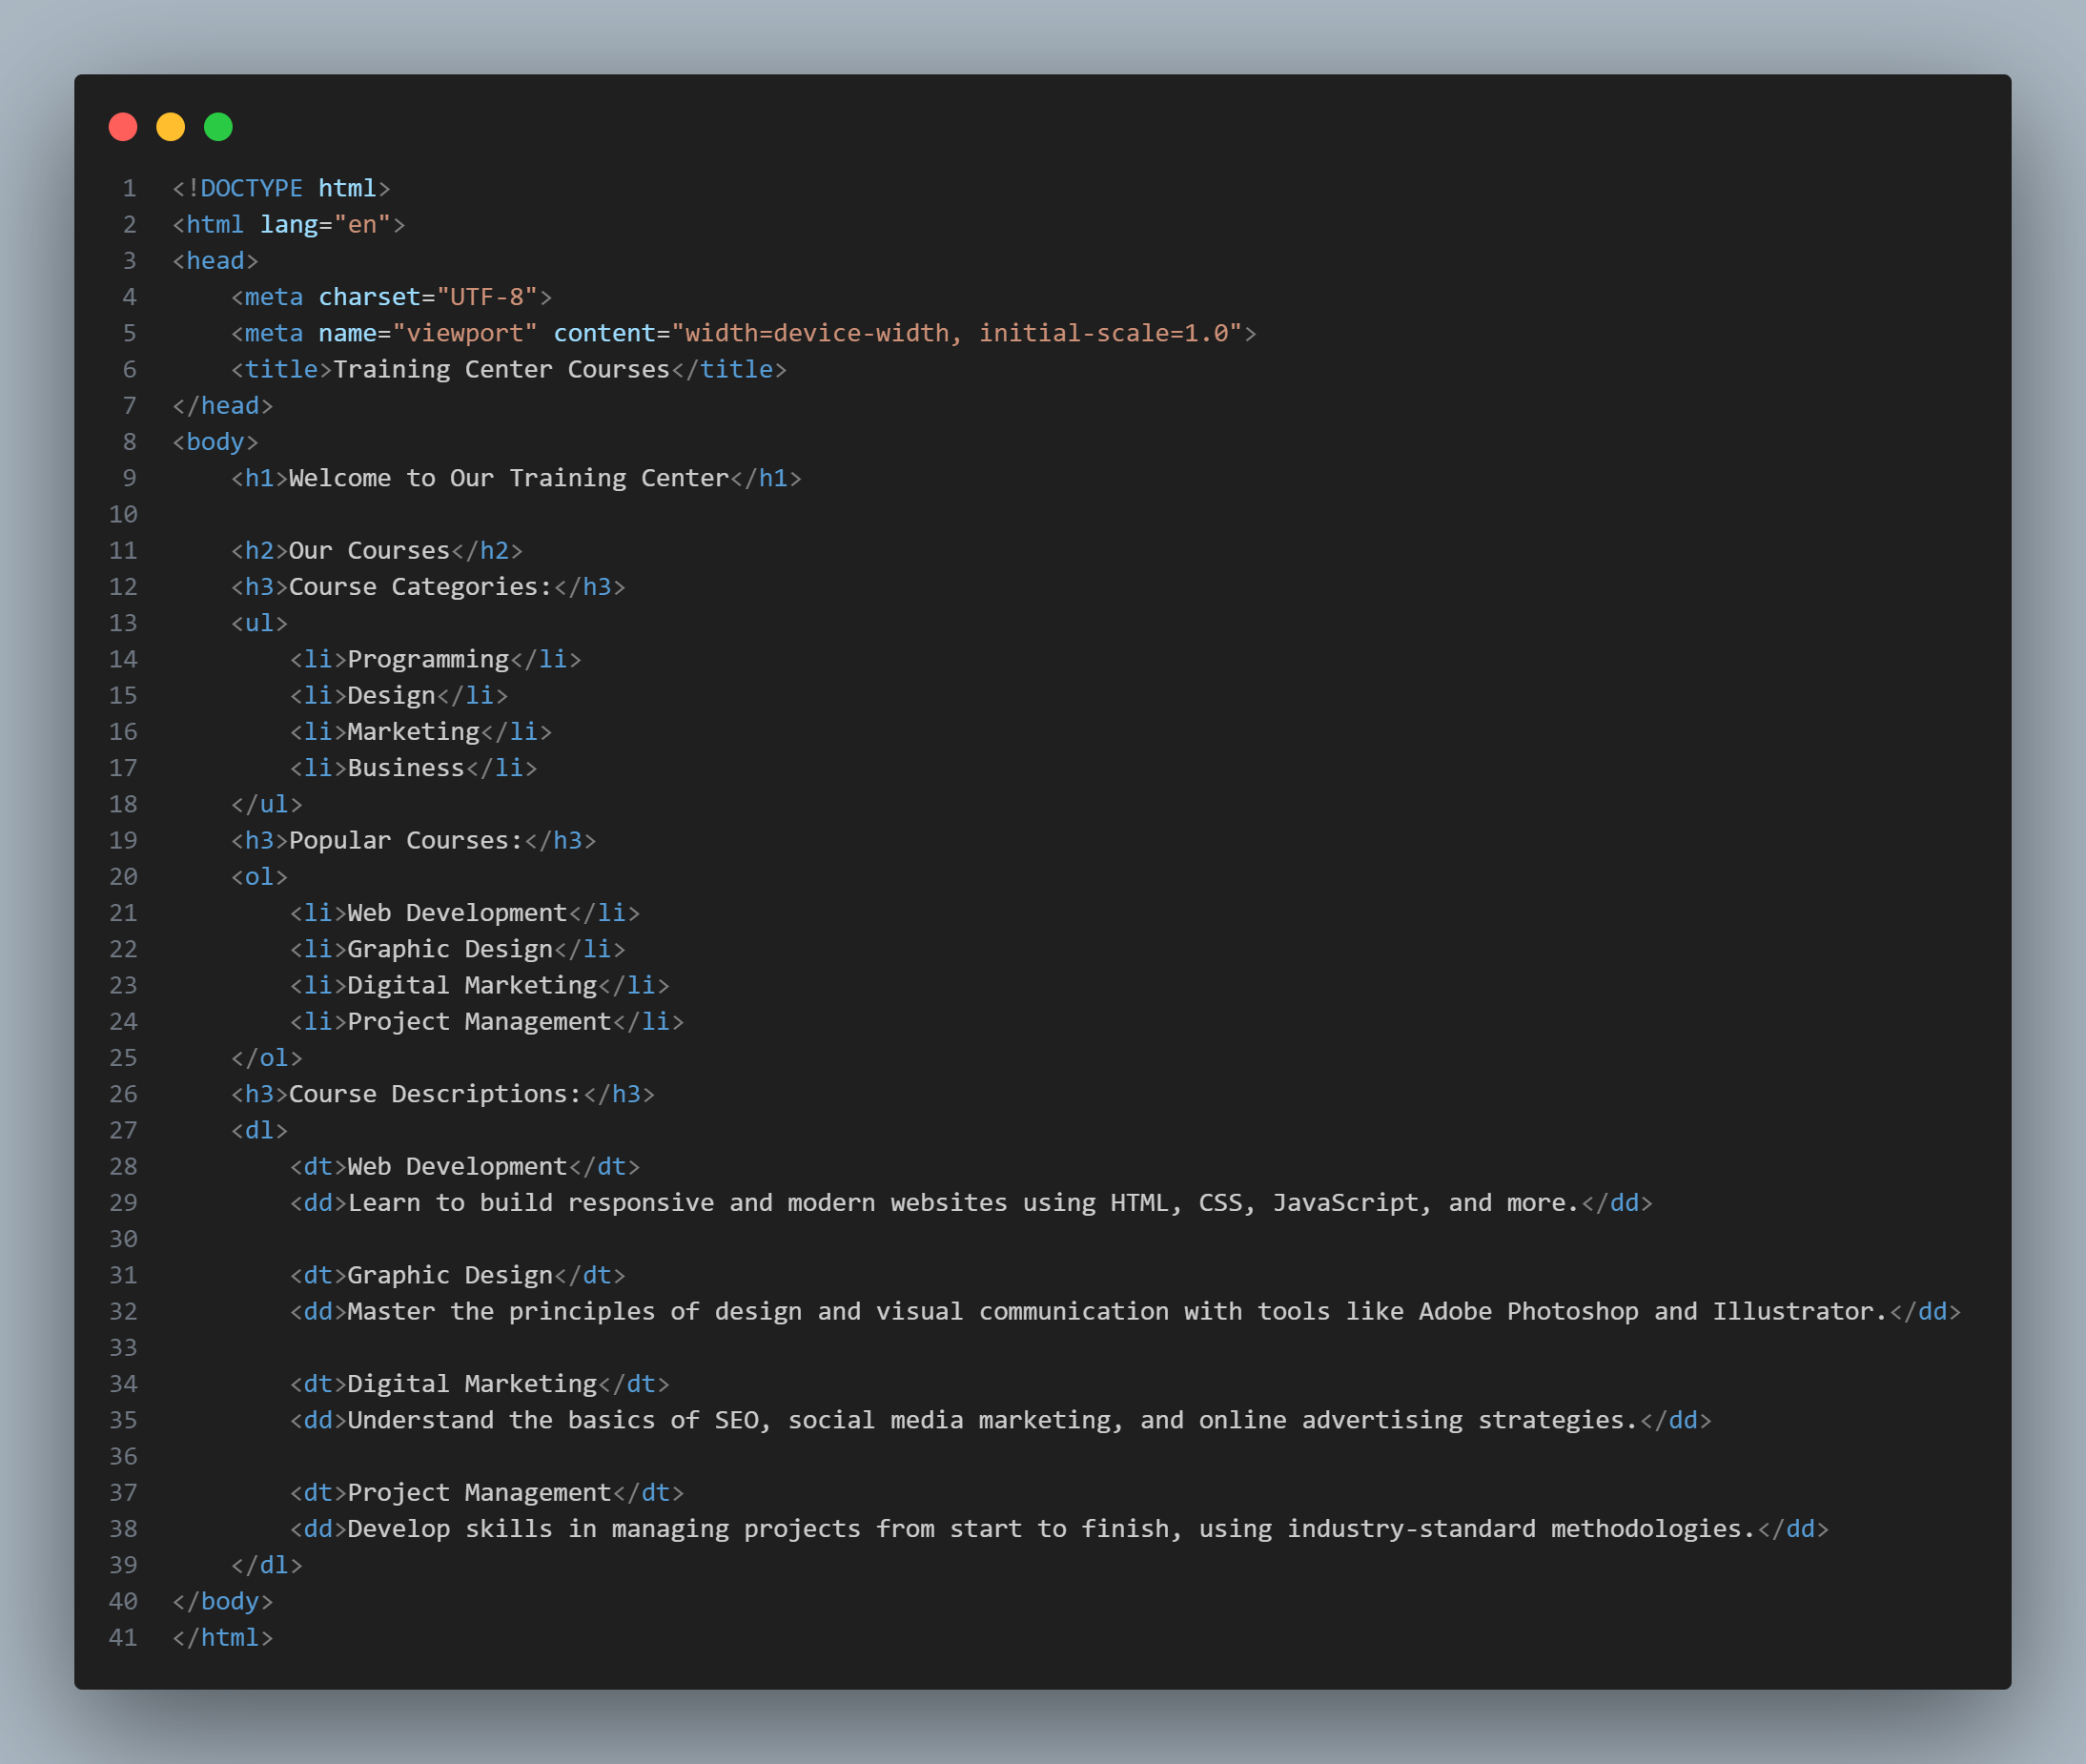 1 <!DOCTYPE html>
2 <html lang="en">
3 <head>
4     <meta charset="UTF-8">
5     <meta name="viewport" content="width=device-width, initial-scale=1.0">
6     <title>Training Center Courses</title>
7 </head>
8 <body>
9     <h1>Welcome to Our Training Center</h1>
10
11     <h2>Our Courses</h2>
12     <h3>Course Categories:</h3>
13     <ul>
14         <li>Programming</li>
15         <li>Design</li>
16         <li>Marketing</li>
17         <li>Business</li>
18     </ul>
19     <h3>Popular Courses:</h3>
20     <ol>
21         <li>Web Development</li>
22         <li>Graphic Design</li>
23         <li>Digital Marketing</li>
24         <li>Project Management</li>
25     </ol>
26     <h3>Course Descriptions:</h3>
27     <dl>
28         <dt>Web Development</dt>
29         <dd>Learn to build responsive and modern websites using HTML, CSS, JavaScript, and more.</dd>
30
31         <dt>Graphic Design</dt>
32         <dd>Master the principles of design and visual communication with tools like Adobe Photoshop and Illustrator.</dd>
33
34         <dt>Digital Marketing</dt>
35         <dd>Understand the basics of SEO, social media marketing, and online advertising strategies.</dd>
36
37         <dt>Project Management</dt>
38         <dd>Develop skills in managing projects from start to finish, using industry-standard methodologies.</dd>
39     </dl>
40 </body>
41 </html>